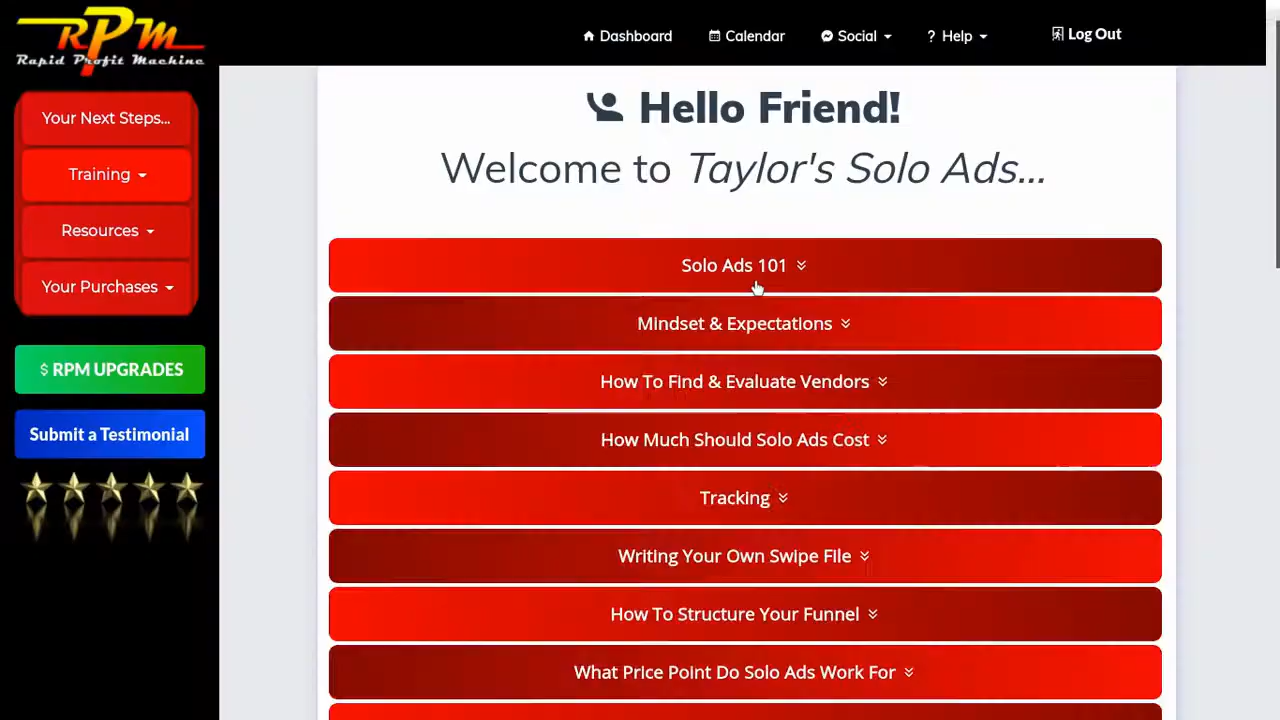 RPM
Rapid Profit Machine
Dashboard
Calendar
Social
? Help
Log Out
Your Next Steps...
Training
Resources
Your Purchases
$ RPM UPGRADES
Submit a Testimonial
Hello Friend!
Welcome to Taylor's Solo Ads...
Solo Ads 101
Mindset & Expectations
How To Find & Evaluate Vendors
How Much Should Solo Ads Cost
Tracking
Writing Your Own Swipe File
How To Structure Your Funnel
What Price Point Do Solo Ads Work For